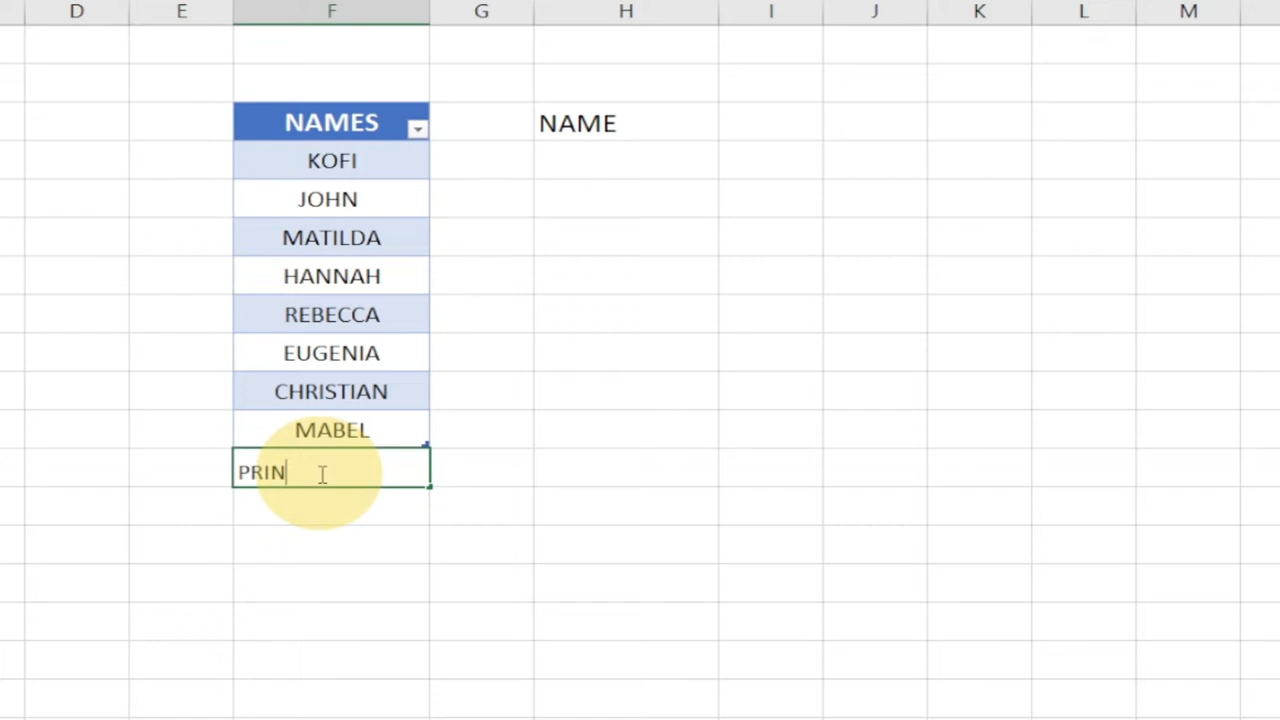 D E F G H I J K L M
NAMES NAME
KOFI
JOHN
MATILDA
HANNAH
REBECCA
EUGENIA
CHRISTIAN
MABEL
PRIN